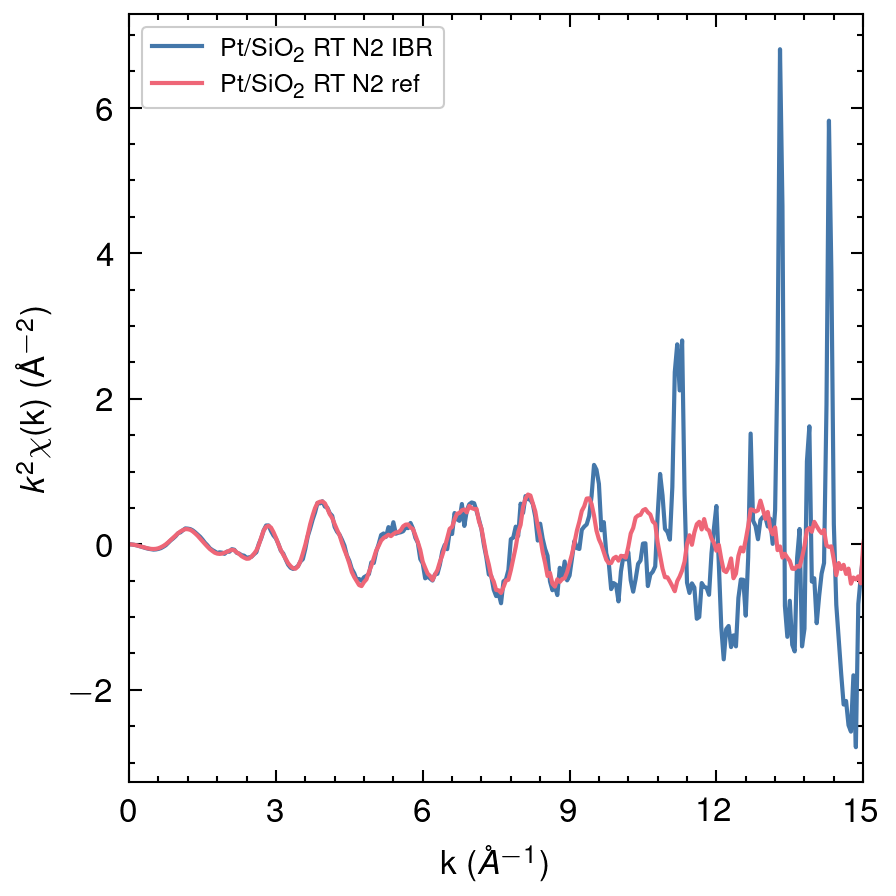 Pt/SiO₂ RT N2 IBR
Pt/SiO₂ RT N2 ref
6
4
2
0
−2
k²χ(k) (Å⁻²)
0 3 6 9 12 15
k (Å⁻¹)